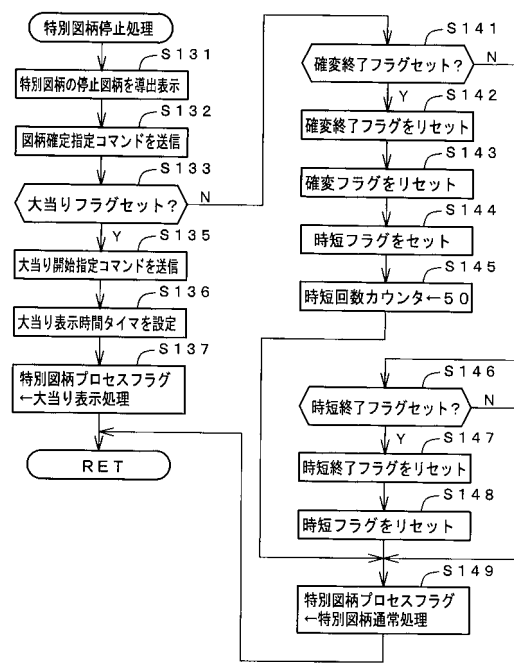 特別図柄停止処理
S131
特別図柄の停止図柄を導出表示
S132
図柄確定指定コマンドを送信
S133
大当りフラグセット?
N
Y
S135
大当り開始指定コマンドを送信
S136
大当り表示時間タイマを設定
S137
特別図柄プロセスフラグ
←大当り表示処理
RET
S141
確変終了フラグセット?
N
Y
S142
確変終了フラグをリセット
S143
確変フラグをリセット
S144
時短フラグをセット
S145
時短回数カウンタ←50
S146
時短終了フラグセット?
N
Y
S147
時短終了フラグをリセット
S148
時短フラグをリセット
S149
特別図柄プロセスフラグ
←特別図柄通常処理